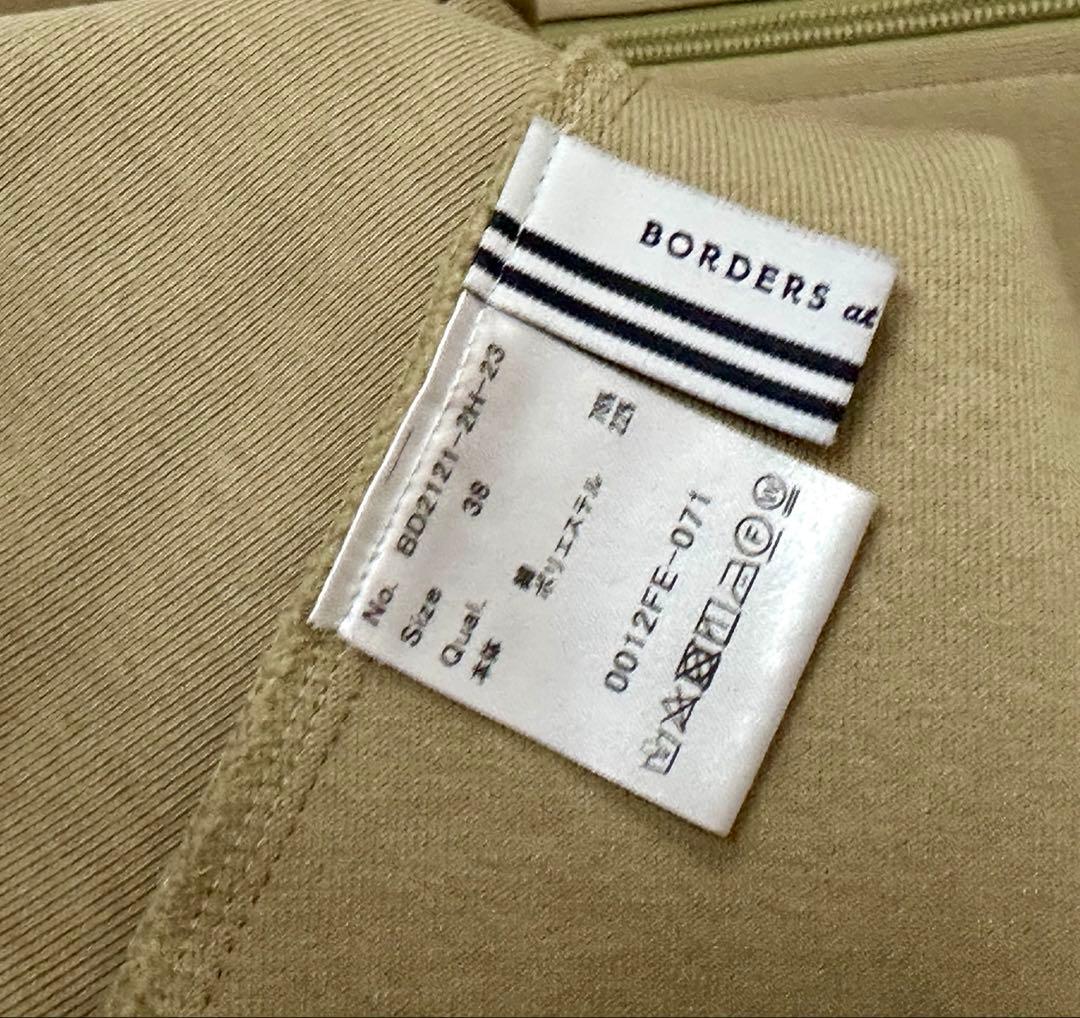 BORDERS at
No. BD2121-2H-23
Size 38
Qual.
本体
綿
ポリエステル
0012FE-071